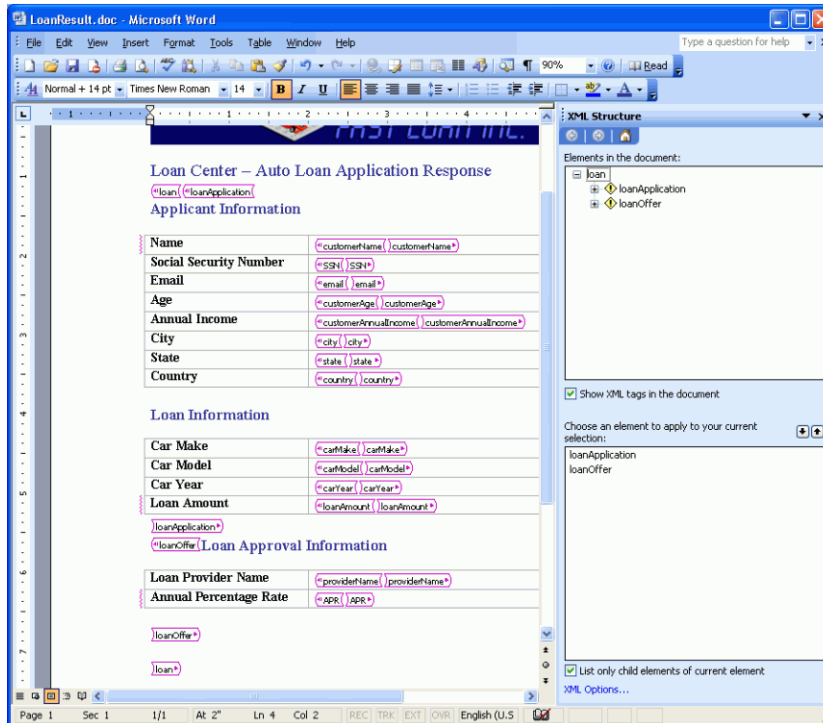 LoanResult.doc - Microsoft Word
File Edit View Insert Format Tools Table Window Help Type a question for help
90% Read
Normal + 14 pt Times New Roman 14 B I U
FAST LOAN INC.
Loan Center – Auto Loan Application Response
loan loanApplication
Applicant Information
Name customerName customerName
Social Security Number SSN SSN
Email email email
Age customerAge customerAge
Annual Income customerAnnualIncome customerAnnualIncome
City city city
State state state
Country country country
Loan Information
Car Make carMake carMake
Car Model carModel carModel
Car Year carYear carYear
Loan Amount loanAmount loanAmount
loanApplication
loanOffer Loan Approval Information
Loan Provider Name providerName providerName
Annual Percentage Rate APR APR
loanOffer
loan
XML Structure
Elements in the document:
loan
loanApplication
loanOffer
Show XML tags in the document
Choose an element to apply to your current
selection:
loanApplication
loanOffer
List only child elements of current element
XML Options...
Page 1 Sec 1 1/1 At 2" Ln 4 Col 2 REC TRK EXT OVR English (U.S